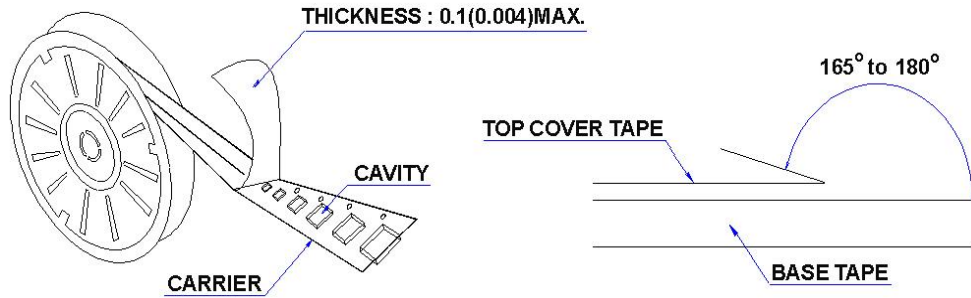 THICKNESS : 0.1(0.004)MAX.
165° to 180°
TOP COVER TAPE
CAVITY
CARRIER
BASE TAPE